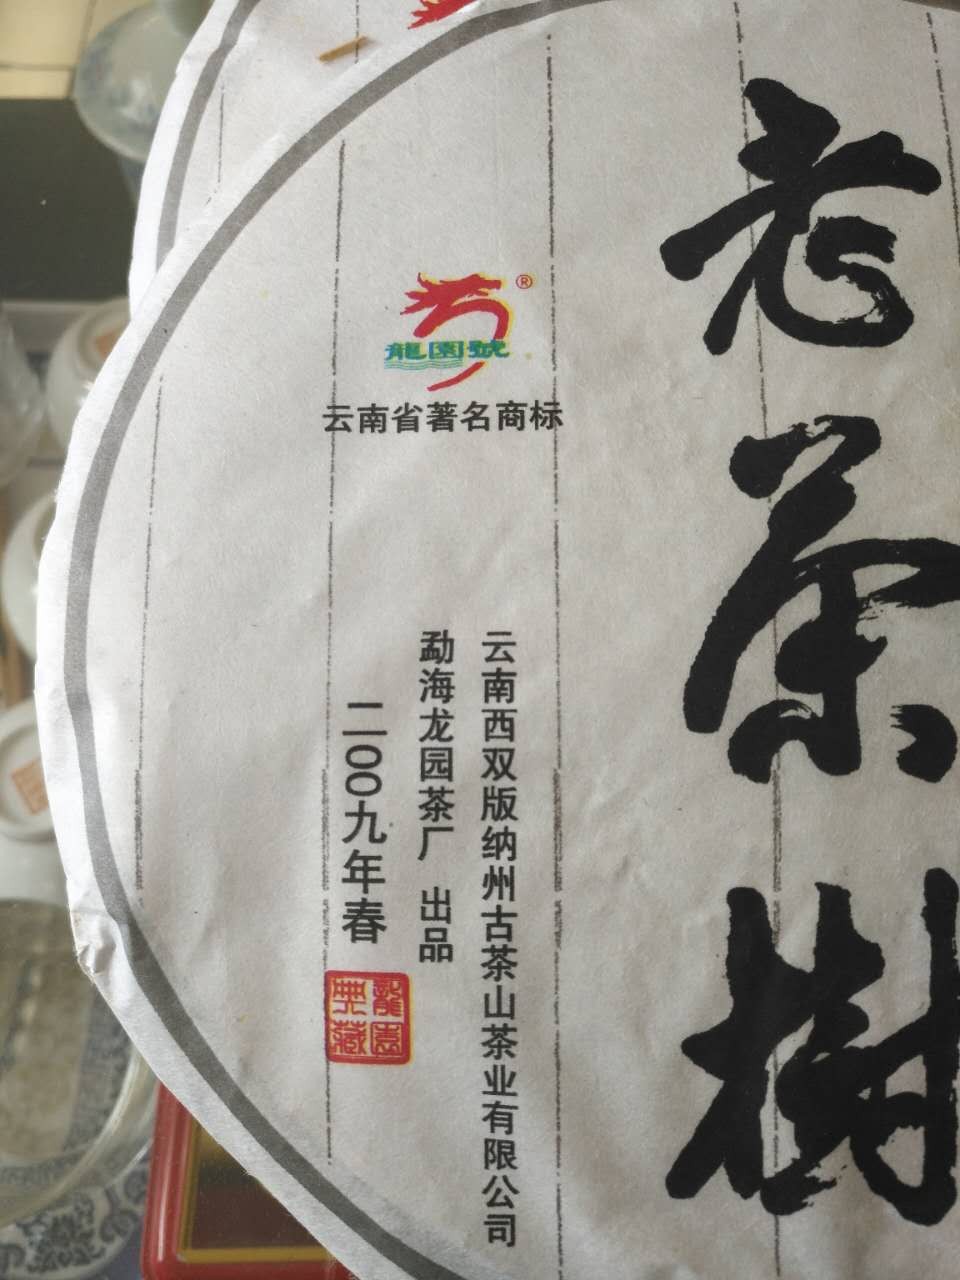 老茶樹
®
龍園號
云南省著名商标
云南西双版纳州古茶山茶业有限公司
勐海龙园茶厂 出品
二〇〇九年春
龍園
典藏